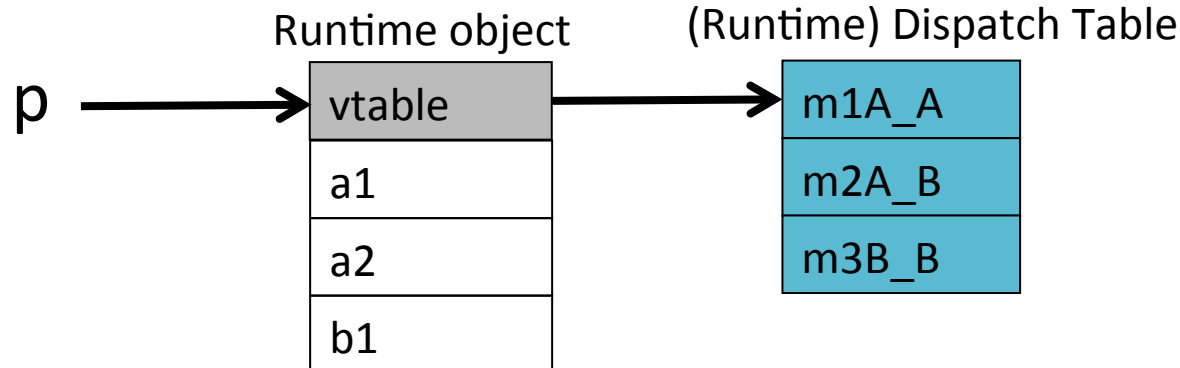 Runtime object
(Runtime) Dispatch Table
p
vtable
m1A_A
a1
m2A_B
a2
m3B_B
b1